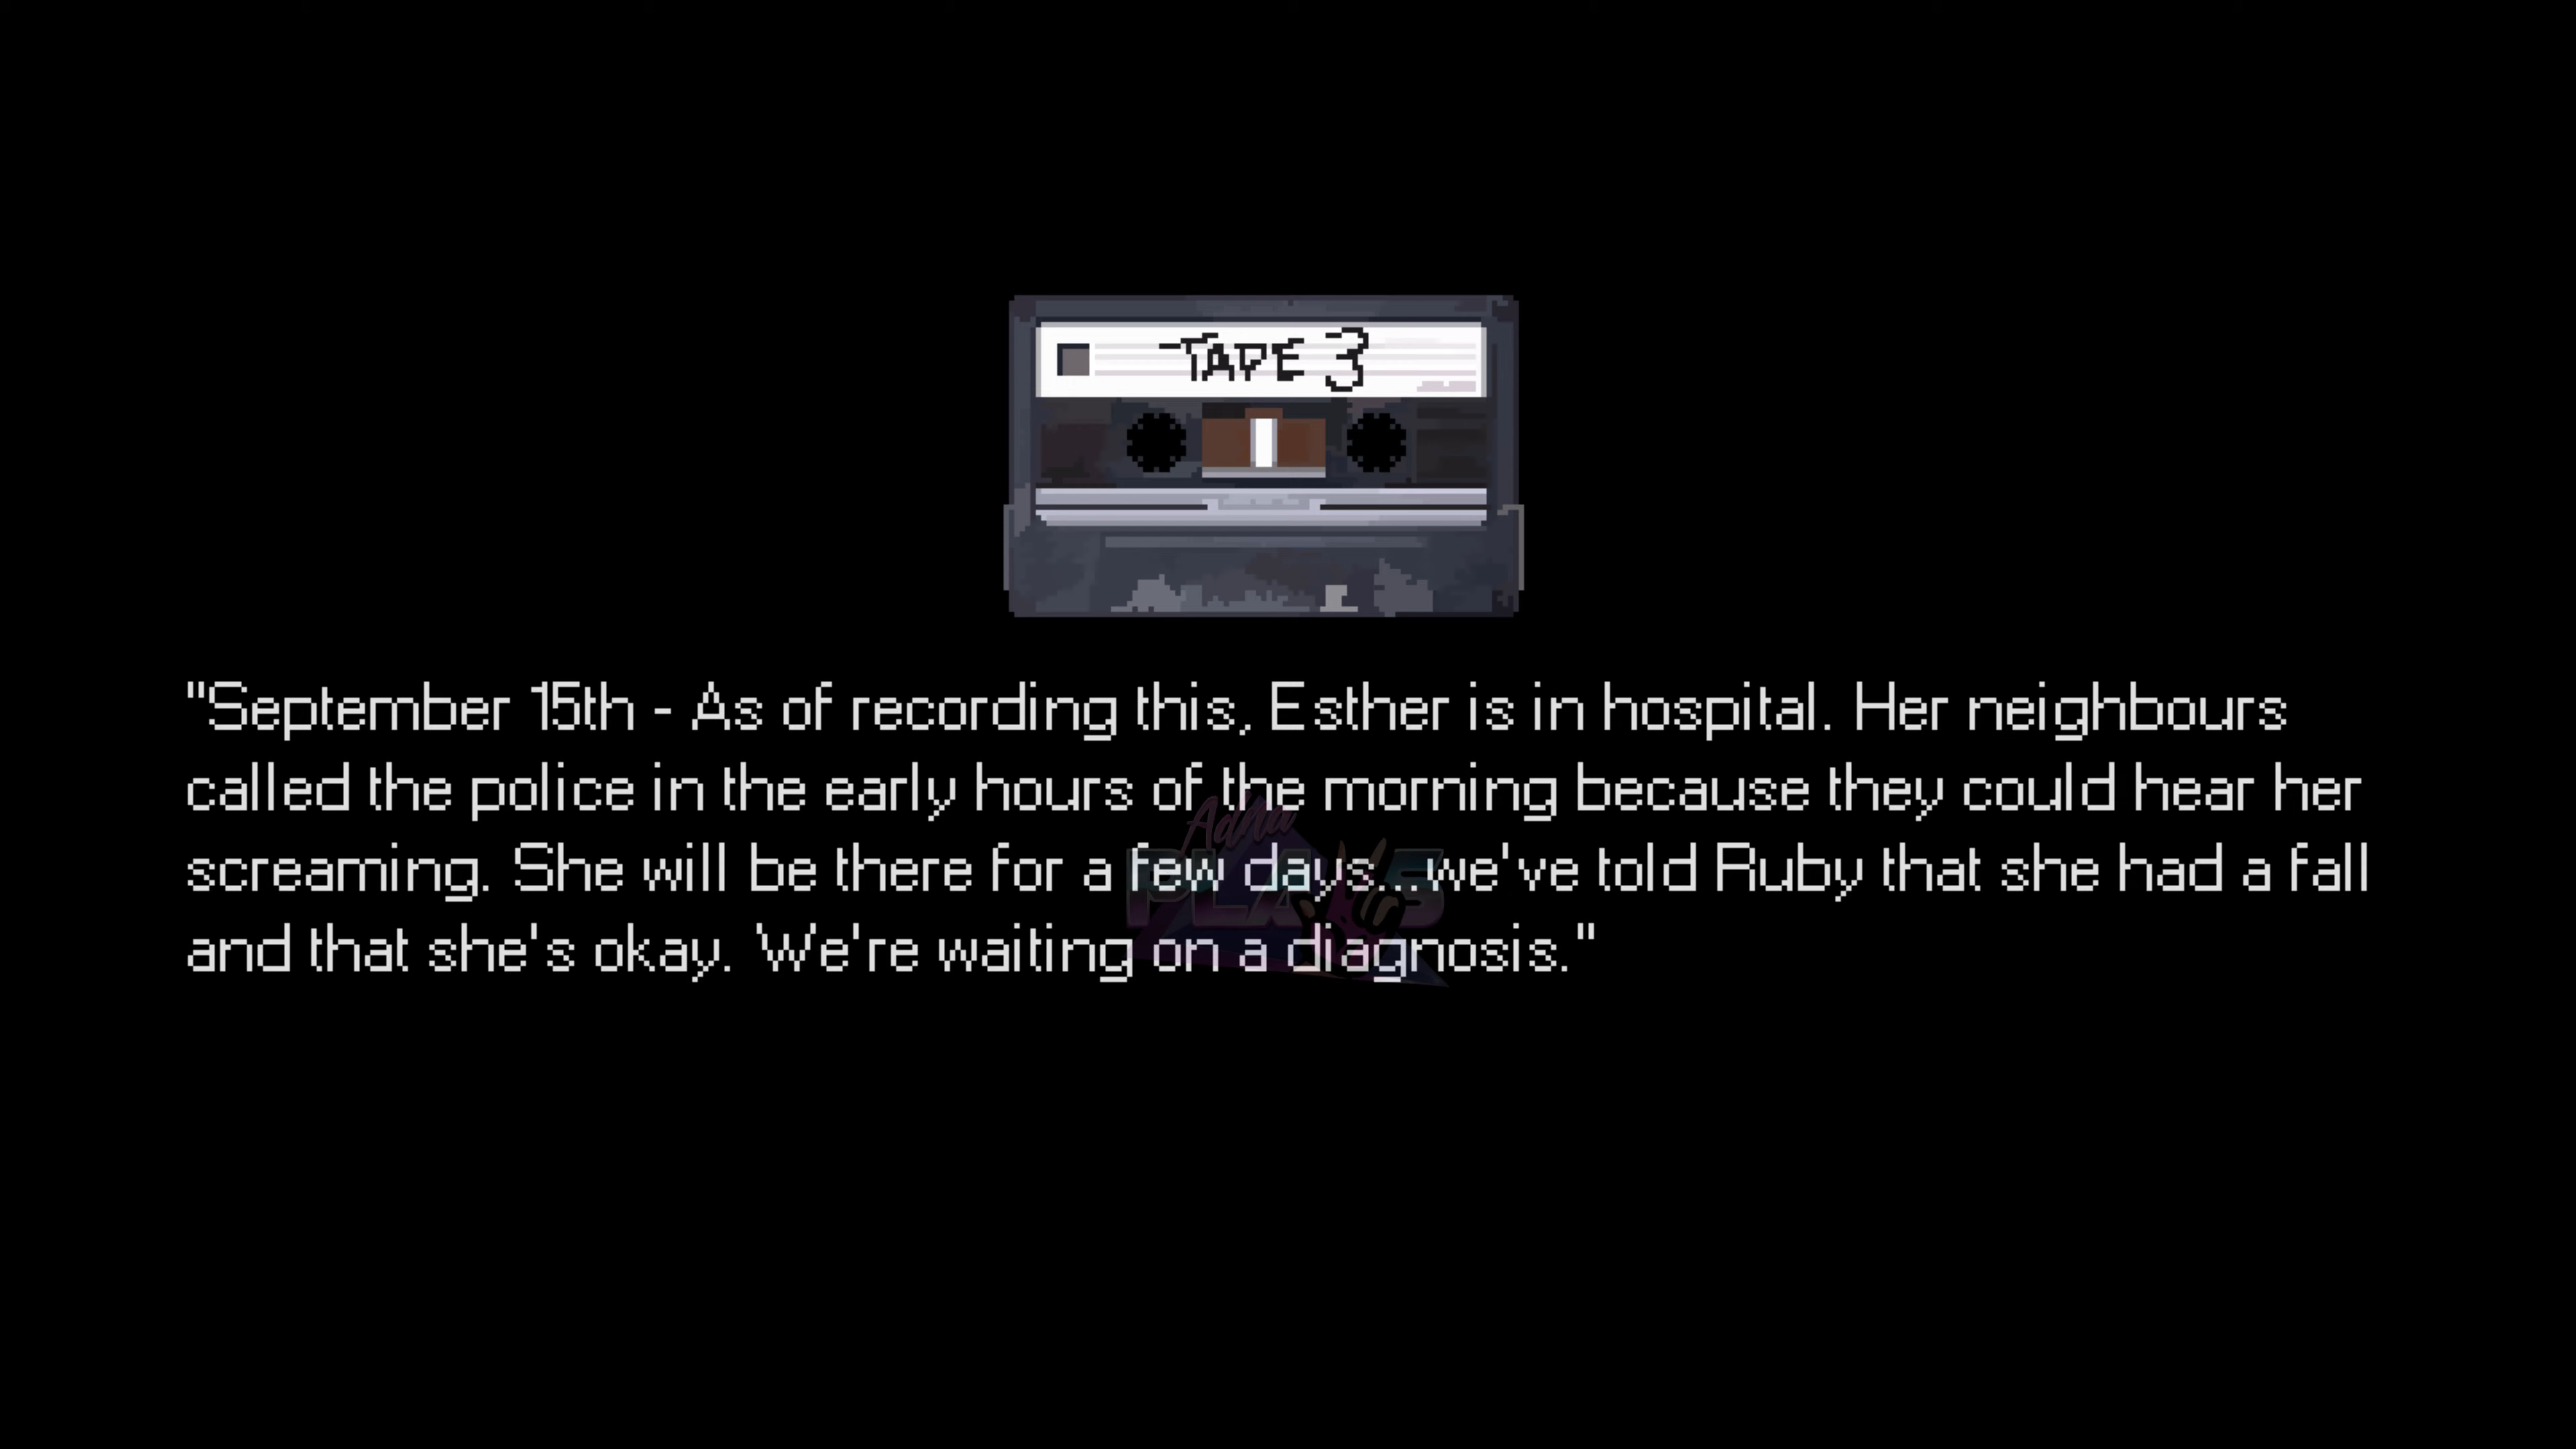 TAPE 3
"September 15th - As of recording this, Esther is in hospital. Her neighbours
called the police in the early hours of the morning because they could hear her
screaming. She will be there for a few days.. we've told Ruby that she had a fall
and that she's okay. We're waiting on a diagnosis."
Adna
PLAYS